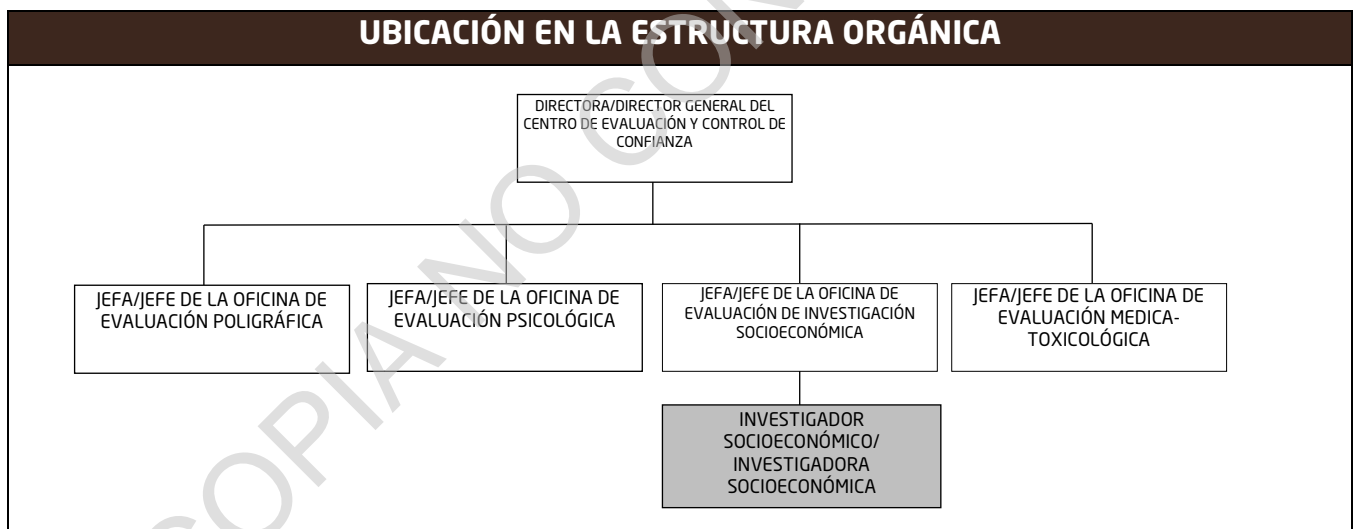 UBICACIÓN EN LA ESTRUCTURA ORGÁNICA
DIRECTORA/DIRECTOR GENERAL DEL
CENTRO DE EVALUACIÓN Y CONTROL DE
CONFIANZA
JEFA/JEFE DE LA OFICINA DE
EVALUACIÓN POLIGRÁFICA
JEFA/JEFE DE LA OFICINA DE
EVALUACIÓN PSICOLÓGICA
JEFA/JEFE DE LA OFICINA DE
EVALUACIÓN DE INVESTIGACIÓN
SOCIOECONÓMICA
JEFA/JEFE DE LA OFICINA DE
EVALUACIÓN MEDICA-
TOXICOLÓGICA
INVESTIGADOR
SOCIOECONÓMICO/
INVESTIGADORA
SOCIOECONÓMICA
COPIA NO